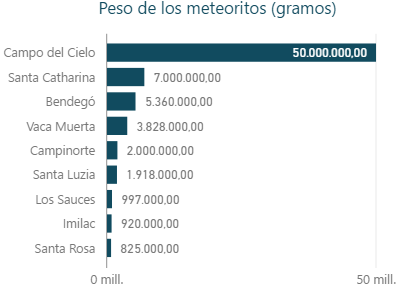 Peso de los meteoritos (gramos)
Campo del Cielo 50.000.000,00
Santa Catharina 7.000.000,00
Bendegó 5.360.000,00
Vaca Muerta 3.828.000,00
Campinorte 2.000.000,00
Santa Luzia 1.918.000,00
Los Sauces 997.000,00
Imilac 920.000,00
Santa Rosa 825.000,00
0 mill. 50 mill.